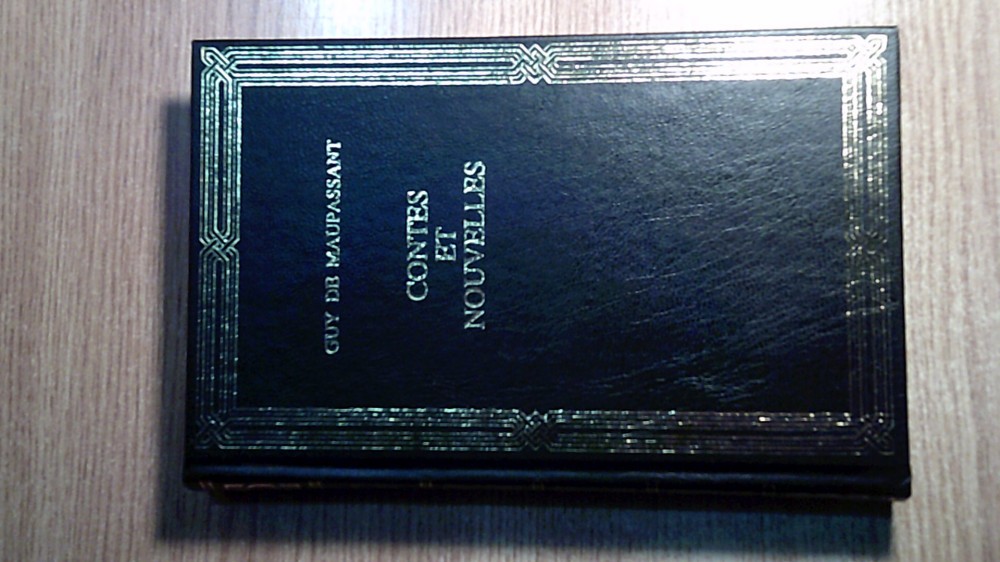 GUY DE MAUPASSANT
CONTES
ET
NOUVELLES